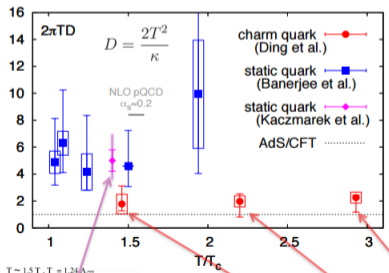 16
14
12
10
8
6
4
2
0
2πTD
D = 2T²/κ
NLO pQCD
αₛ≈0.2
charm quark
(Ding et al.)
static quark
(Banerjee et al.)
static quark
(Kaczmarek et al.)
AdS/CFT
1 1.5 2 2.5 3
T/Tc